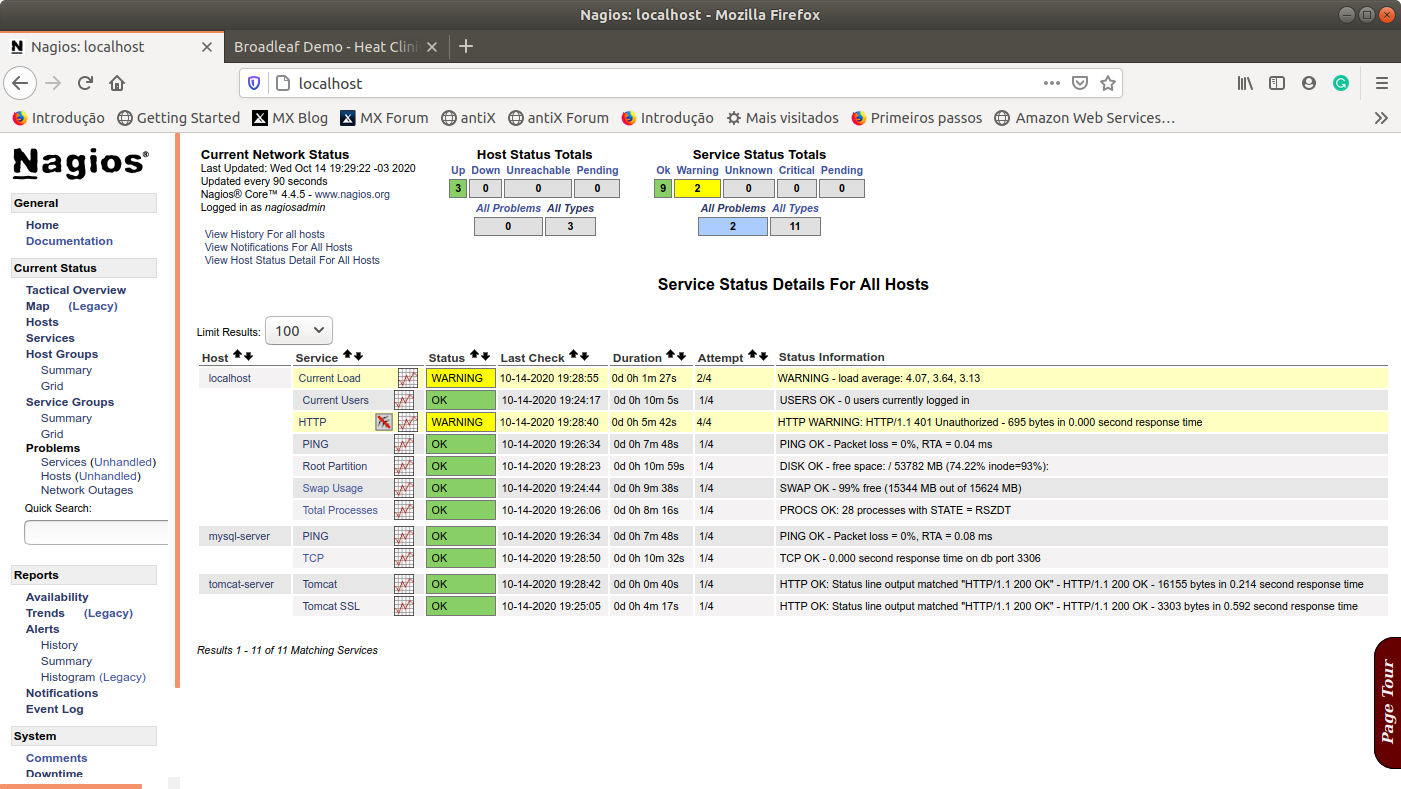 Nagios: localhost - Mozilla Firefox
Nagios: localhost
Broadleaf Demo - Heat Clini
localhost
Introdução
Getting Started
MX Blog
MX Forum
antiX
antiX Forum
Introdução
Mais visitados
Primeiros passos
Amazon Web Services…
Nagios®
General
Home
Documentation
Current Status
Tactical Overview
Map (Legacy)
Hosts
Services
Host Groups
Summary
Grid
Service Groups
Summary
Grid
Problems
Services (Unhandled)
Hosts (Unhandled)
Network Outages
Quick Search:
Reports
Availability
Trends (Legacy)
Alerts
History
Summary
Histogram (Legacy)
Notifications
Event Log
System
Comments
Downtime
Current Network Status
Last Updated: Wed Oct 14 19:29:22 -03 2020
Updated every 90 seconds
Nagios® Core™ 4.4.5 - www.nagios.org
Logged in as nagiosadmin
View History For all hosts
View Notifications For All Hosts
View Host Status Detail For All Hosts
Host Status Totals
Up Down Unreachable Pending
3 0 0 0
All Problems All Types
0 3
Service Status Totals
Ok Warning Unknown Critical Pending
9 2 0 0 0
All Problems All Types
2 11
Service Status Details For All Hosts
Limit Results: 100
Host Service Status Last Check Duration Attempt Status Information
localhost Current Load WARNING 10-14-2020 19:28:55 0d 0h 1m 27s 2/4 WARNING - load average: 4.07, 3.64, 3.13
Current Users OK 10-14-2020 19:24:17 0d 0h 10m 5s 1/4 USERS OK - 0 users currently logged in
HTTP WARNING 10-14-2020 19:28:40 0d 0h 5m 42s 4/4 HTTP WARNING: HTTP/1.1 401 Unauthorized - 695 bytes in 0.000 second response time
PING OK 10-14-2020 19:26:34 0d 0h 7m 48s 1/4 PING OK - Packet loss = 0%, RTA = 0.04 ms
Root Partition OK 10-14-2020 19:28:23 0d 0h 10m 59s 1/4 DISK OK - free space: / 53782 MB (74.22% inode=93%):
Swap Usage OK 10-14-2020 19:24:44 0d 0h 9m 38s 1/4 SWAP OK - 99% free (15344 MB out of 15624 MB)
Total Processes OK 10-14-2020 19:26:06 0d 0h 8m 16s 1/4 PROCS OK: 28 processes with STATE = RSZDT
mysql-server PING OK 10-14-2020 19:26:34 0d 0h 7m 48s 1/4 PING OK - Packet loss = 0%, RTA = 0.08 ms
TCP OK 10-14-2020 19:28:50 0d 0h 10m 32s 1/4 TCP OK - 0.000 second response time on db port 3306
tomcat-server Tomcat OK 10-14-2020 19:28:42 0d 0h 0m 40s 1/4 HTTP OK: Status line output matched "HTTP/1.1 200 OK" - HTTP/1.1 200 OK - 16155 bytes in 0.214 second response time
Tomcat SSL OK 10-14-2020 19:25:05 0d 0h 4m 17s 1/4 HTTP OK: Status line output matched "HTTP/1.1 200 OK" - HTTP/1.1 200 OK - 3303 bytes in 0.592 second response time
Results 1 - 11 of 11 Matching Services
Page Tour